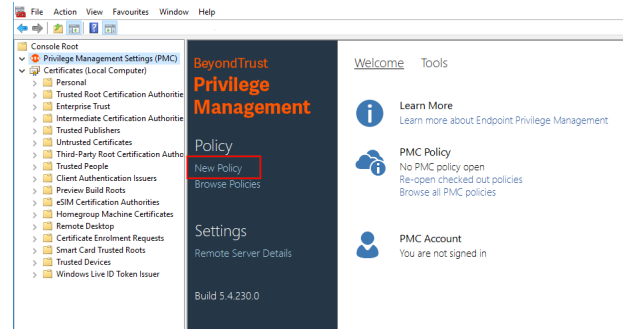 File Action View Favourites Window Help
Console Root
Privilege Management Settings (PMC)
Certificates (Local Computer)
Personal
Trusted Root Certification Authoritie
Enterprise Trust
Intermediate Certification Authoritie
Trusted Publishers
Untrusted Certificates
Third-Party Root Certification Autho
Trusted People
Client Authentication Issuers
Preview Build Roots
eSIM Certification Authorities
Homegroup Machine Certificates
Remote Desktop
Certificate Enrolment Requests
Smart Card Trusted Roots
Trusted Devices
Windows Live ID Token Issuer
BeyondTrust
Privilege
Management
Policy
New Policy
Browse Policies
Settings
Remote Server Details
Build 5.4.230.0
Welcome Tools
Learn More
Learn more about Endpoint Privilege Management
PMC Policy
No PMC policy open
Re-open checked out policies
Browse all PMC policies
PMC Account
You are not signed in